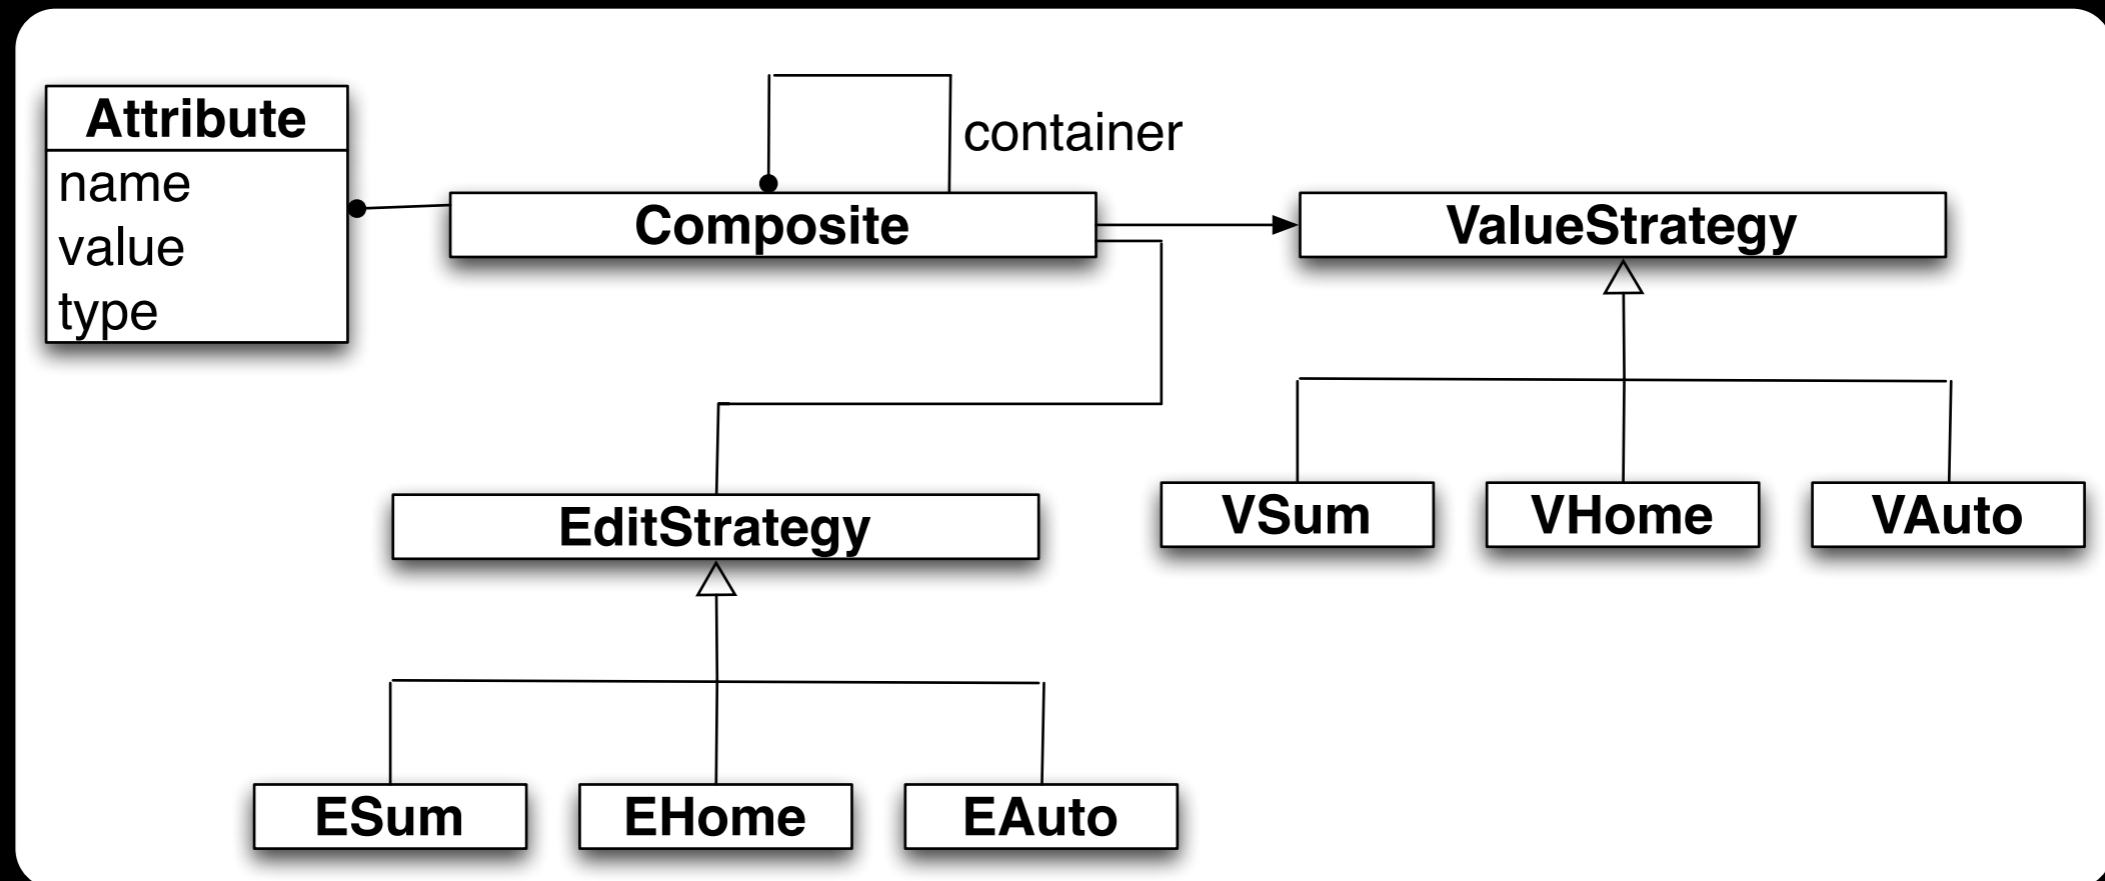 Attribute
name
value
type
container
Composite
ValueStrategy
EditStrategy
VSum
VHome
VAuto
ESum
EHome
EAuto